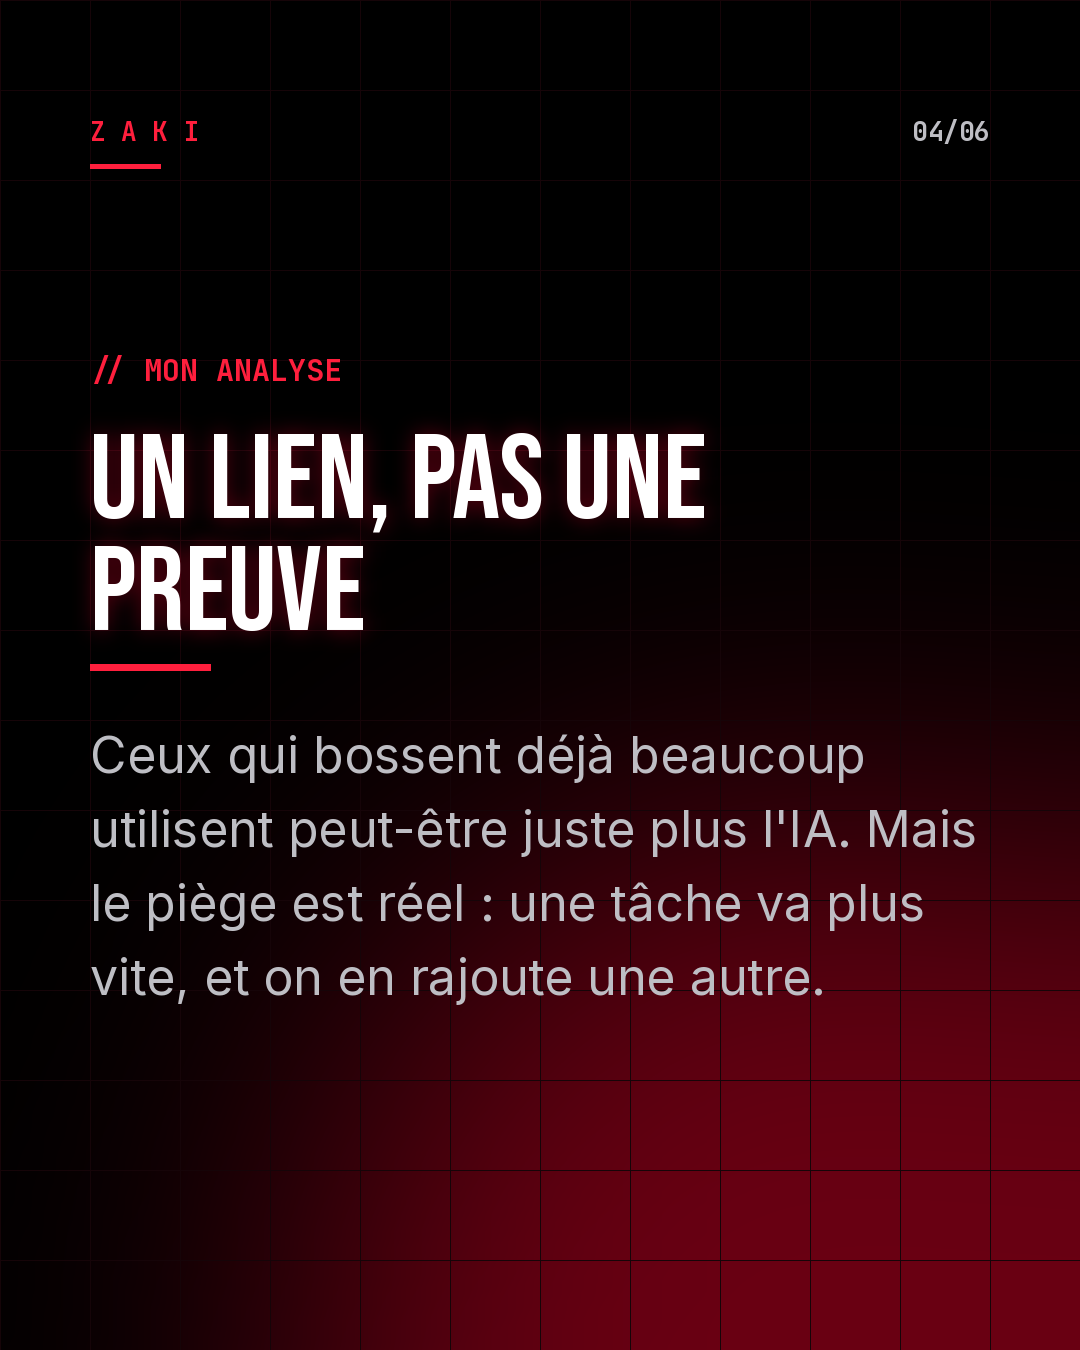 ZAKI
04/06
// MON ANALYSE
UN LIEN, PAS UNE
PREUVE
Ceux qui bossent déjà beaucoup
utilisent peut-être juste plus l'IA. Mais
le piège est réel : une tâche va plus
vite, et on en rajoute une autre.